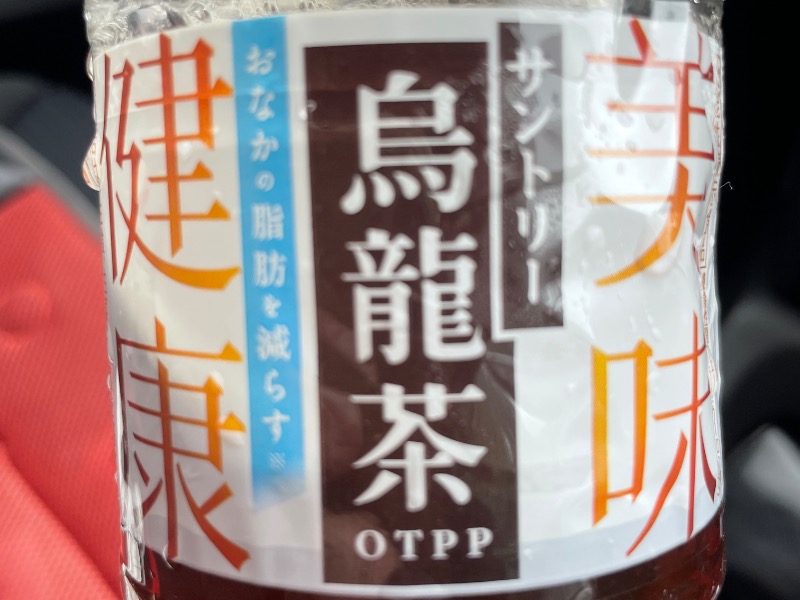 美味
サントリー
烏龍茶
OTPP
おなかの脂肪を減らす※
健康